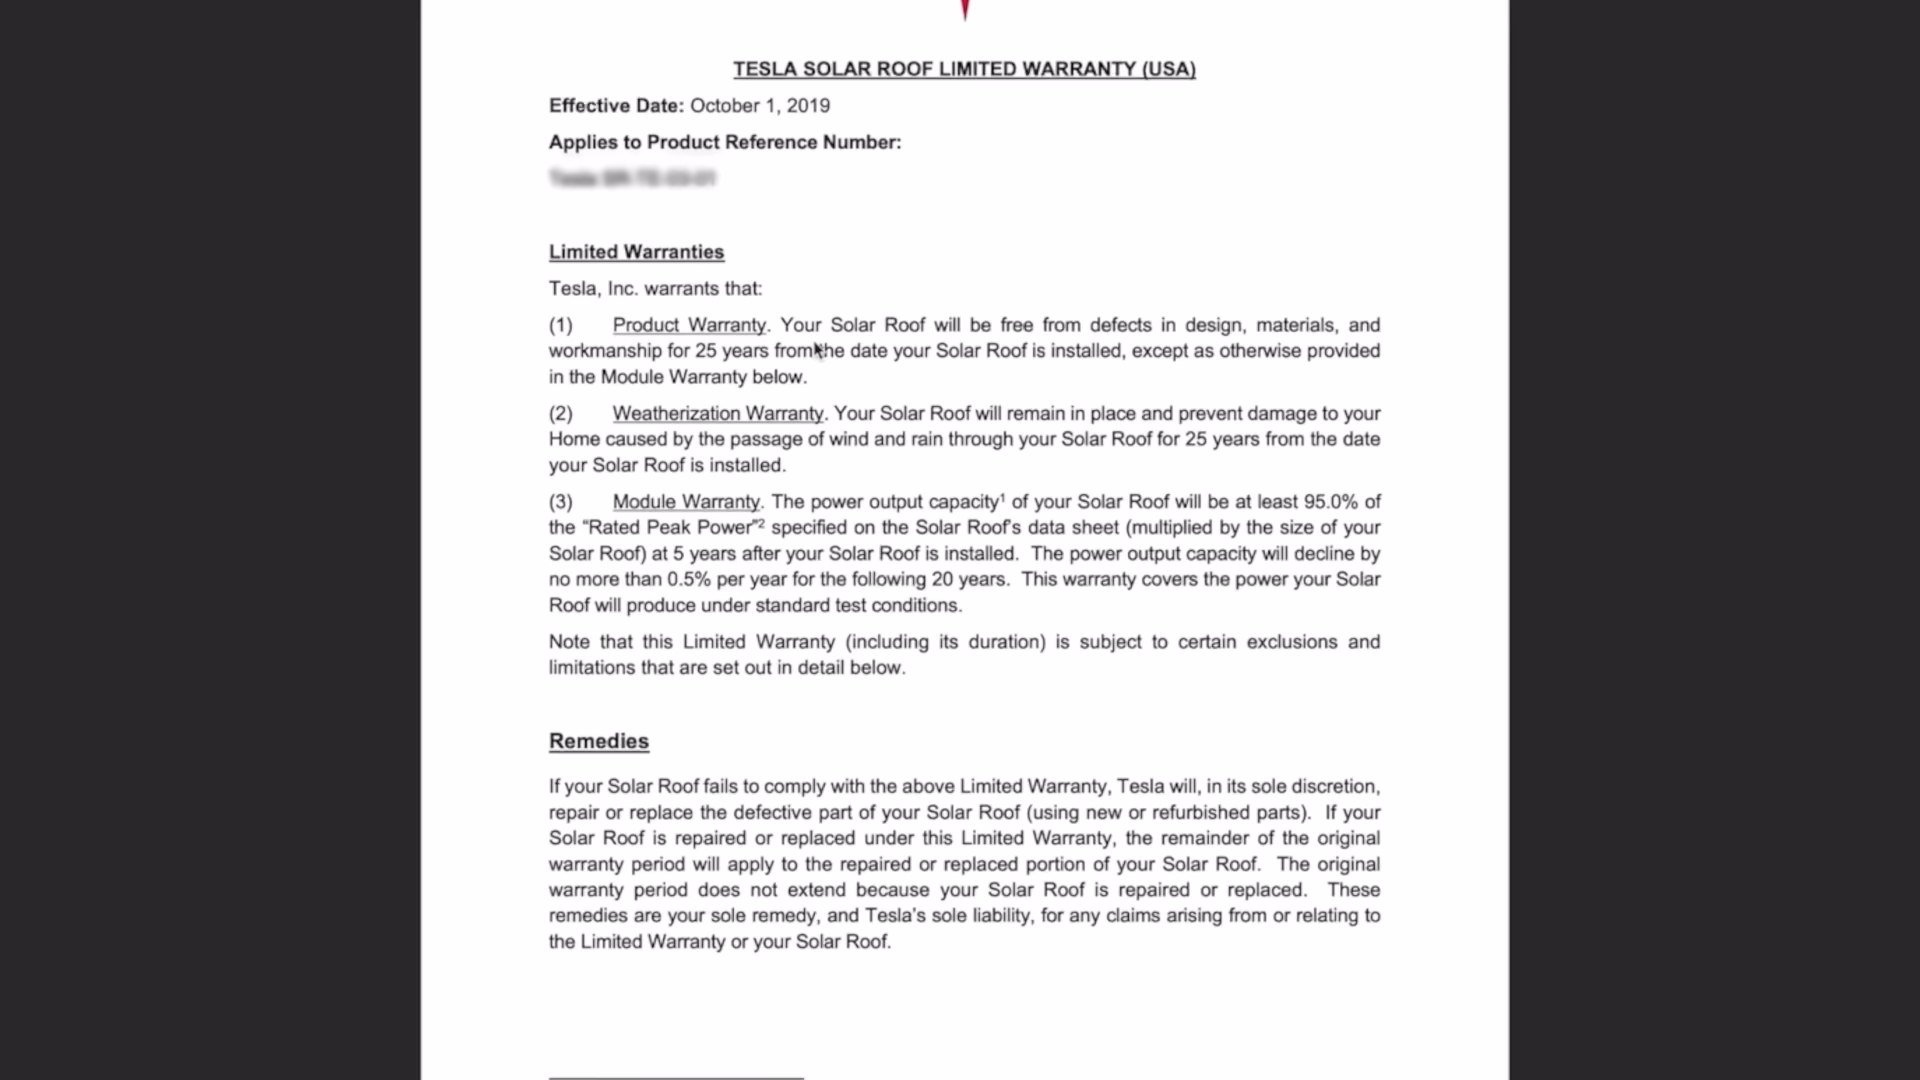 TESLA SOLAR ROOF LIMITED WARRANTY (USA)
Effective Date: October 1, 2019
Applies to Product Reference Number:
Limited Warranties
Tesla, Inc. warrants that:
(1) Product Warranty. Your Solar Roof will be free from defects in design, materials, and
workmanship for 25 years from the date your Solar Roof is installed, except as otherwise provided
in the Module Warranty below.
(2) Weatherization Warranty. Your Solar Roof will remain in place and prevent damage to your
Home caused by the passage of wind and rain through your Solar Roof for 25 years from the date
your Solar Roof is installed.
(3) Module Warranty. The power output capacity¹ of your Solar Roof will be at least 95.0% of
the “Rated Peak Power”² specified on the Solar Roof’s data sheet (multiplied by the size of your
Solar Roof) at 5 years after your Solar Roof is installed. The power output capacity will decline by
no more than 0.5% per year for the following 20 years. This warranty covers the power your Solar
Roof will produce under standard test conditions.
Note that this Limited Warranty (including its duration) is subject to certain exclusions and
limitations that are set out in detail below.
Remedies
If your Solar Roof fails to comply with the above Limited Warranty, Tesla will, in its sole discretion,
repair or replace the defective part of your Solar Roof (using new or refurbished parts). If your
Solar Roof is repaired or replaced under this Limited Warranty, the remainder of the original
warranty period will apply to the repaired or replaced portion of your Solar Roof. The original
warranty period does not extend because your Solar Roof is repaired or replaced. These
remedies are your sole remedy, and Tesla’s sole liability, for any claims arising from or relating to
the Limited Warranty or your Solar Roof.